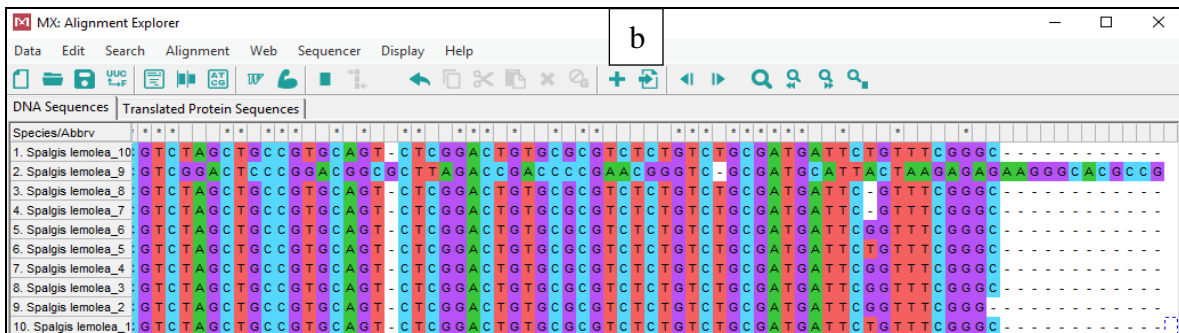 MX: Alignment Explorer
b
Data Edit Search Alignment Web Sequencer Display Help
DNA Sequences Translated Protein Sequences
Species/Abbrv * * * * * * * * * * * * * * * * * * * * * * * * * * * * * * * *
1. Spalgis lemolea_10 G T C T A G C T G C C G T G C A G T - C T C G G A C T G T G C G C G T C T C T G T C T G C G A T G A T T C T G T T T C G G G C - - - - - - - - - - - -
2. Spalgis lemolea_9 G T C G G A C T C C C G G A C G G C G C T T A G A C C G A C C C C G A A C G G G T C - G C G A T G C A T T A C T A A G A G A G A A G G G C A C G C C G
3. Spalgis lemolea_8 G T C T A G C T G C C G T G C A G T - C T C G G A C T G T G C G C G T C T C T G T C T G C G A T G A T T C - G T T T C G G G C - - - - - - - - - - - -
4. Spalgis lemolea_7 G T C T A G C T G C C G T G C A G T - C T C G G A C T G T G C G C G T C T C T G T C T G C G A T G A T T C - G T T T C G G G C - - - - - - - - - - - -
5. Spalgis lemolea_6 G T C T A G C T G C C G T G C A G T - C T C G G A C T G T G C G C G T C T C T G T C T G C G A T G A T T C G G T T T C G G G C - - - - - - - - - - - -
6. Spalgis lemolea_5 G T C T A G C T G C C G T G C A G T - C T C G G A C T G T G C G C G T C T C T G T C T G C G A T G A T T C T G T T T C G G G C - - - - - - - - - - - -
7. Spalgis lemolea_4 G T C T A G C T G C C G T G C A G T - C T C G G A C T G T G C G C G T C T C T G T C T G C G A T G A T T C G G T T T C G G G C - - - - - - - - - - - -
8. Spalgis lemolea_3 G T C T A G C T G C C G T G C A G T - C T C G G A C T G T G C G C G T C T C T G T C T G C G A T G A T T C G G T T T C G G G C - - - - - - - - - - - -
9. Spalgis lemolea_2 G T C T A G C T G C C G T G C A G T - C T C G G A C T G T G C G C G T C T C T G T C T G C G A T G A T T C G G T T T C G G G - - - - - - - - - - - -
10. Spalgis lemolea_1 G T C T A G C T G C C G T G C A G T - C T C G G A C T G T G C G C G T C T C T G T C T G C G A T G A T T C T G T T T C G G G C - - - - - - - - - - - -